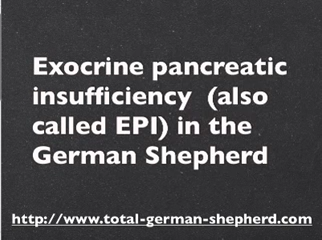 Exocrine pancreatic
insufficiency (also
called EPI) in the
German Shepherd
http://www.total-german-shepherd.com